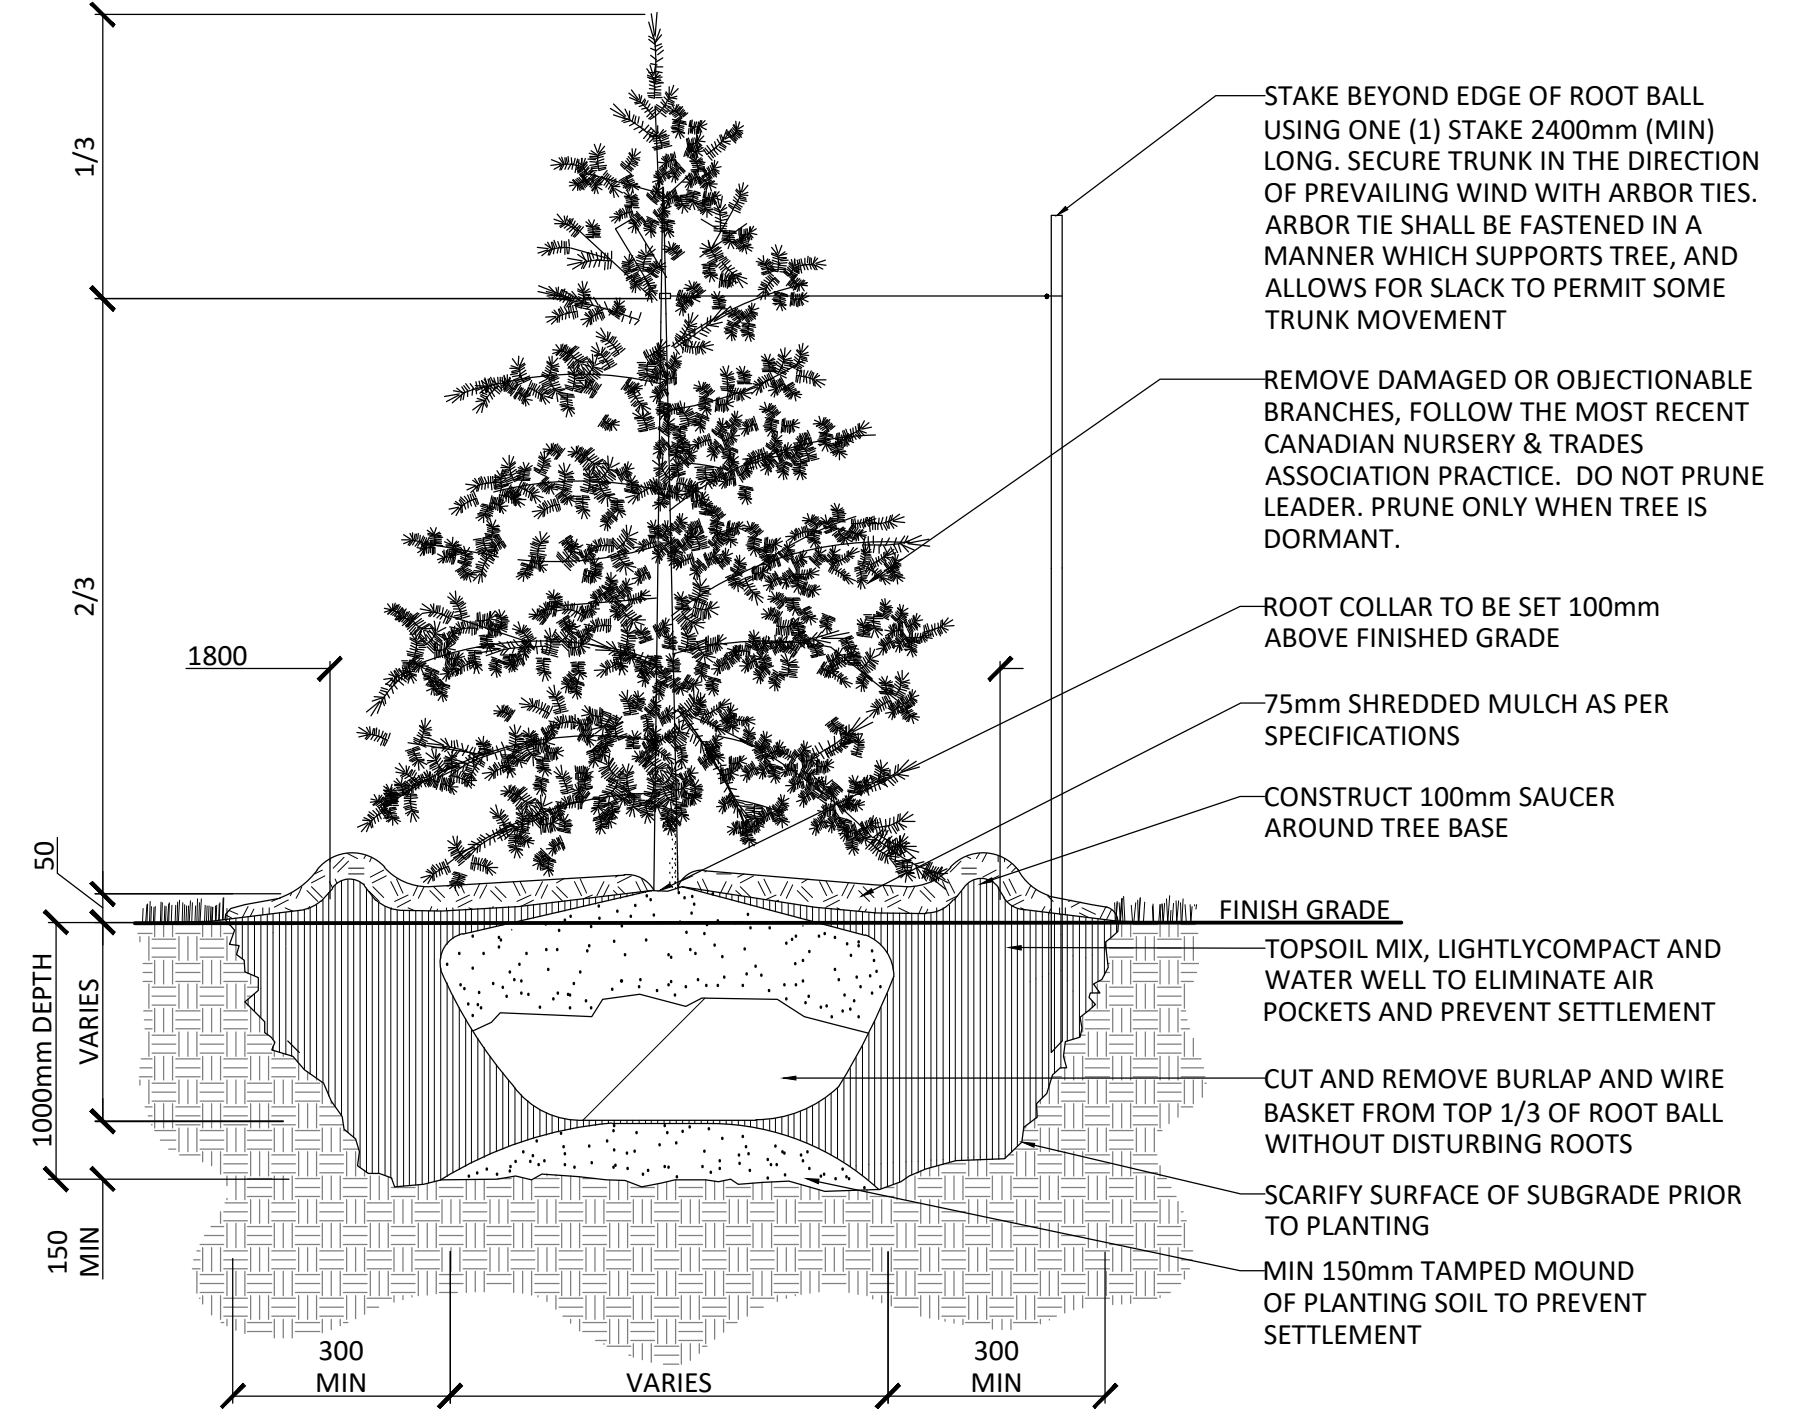 STAKE BEYOND EDGE OF ROOT BALL
USING ONE (1) STAKE 2400mm (MIN)
LONG. SECURE TRUNK IN THE DIRECTION
OF PREVAILING WIND WITH ARBOR TIES.
ARBOR TIE SHALL BE FASTENED IN A
MANNER WHICH SUPPORTS TREE, AND
ALLOWS FOR SLACK TO PERMIT SOME
TRUNK MOVEMENT
REMOVE DAMAGED OR OBJECTIONABLE
BRANCHES, FOLLOW THE MOST RECENT
CANADIAN NURSERY & TRADES
ASSOCIATION PRACTICE.  DO NOT PRUNE
LEADER. PRUNE ONLY WHEN TREE IS
DORMANT.
ROOT COLLAR TO BE SET 100mm
ABOVE FINISHED GRADE
75mm SHREDDED MULCH AS PER
SPECIFICATIONS
CONSTRUCT 100mm SAUCER
AROUND TREE BASE
FINISH GRADE
TOPSOIL MIX, LIGHTLYCOMPACT AND
WATER WELL TO ELIMINATE AIR
POCKETS AND PREVENT SETTLEMENT
CUT AND REMOVE BURLAP AND WIRE
BASKET FROM TOP 1/3 OF ROOT BALL
WITHOUT DISTURBING ROOTS
SCARIFY SURFACE OF SUBGRADE PRIOR
TO PLANTING
MIN 150mm TAMPED MOUND
OF PLANTING SOIL TO PREVENT
SETTLEMENT
1/3
2/3
1800
50
1000mm DEPTH
VARIES
150
MIN
300
MIN
VARIES
300
MIN